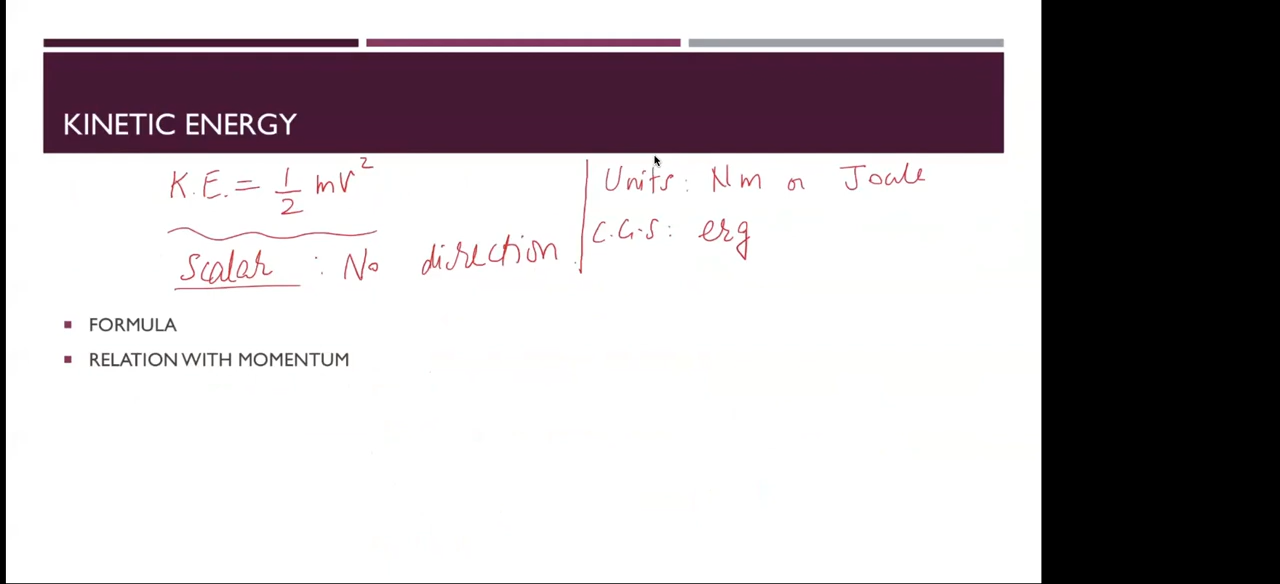 KINETIC ENERGY
K.E. = 1/2 mv²
Scalar : No direction.
Units: Nm or Joule
C.G.S: erg
FORMULA
RELATION WITH MOMENTUM